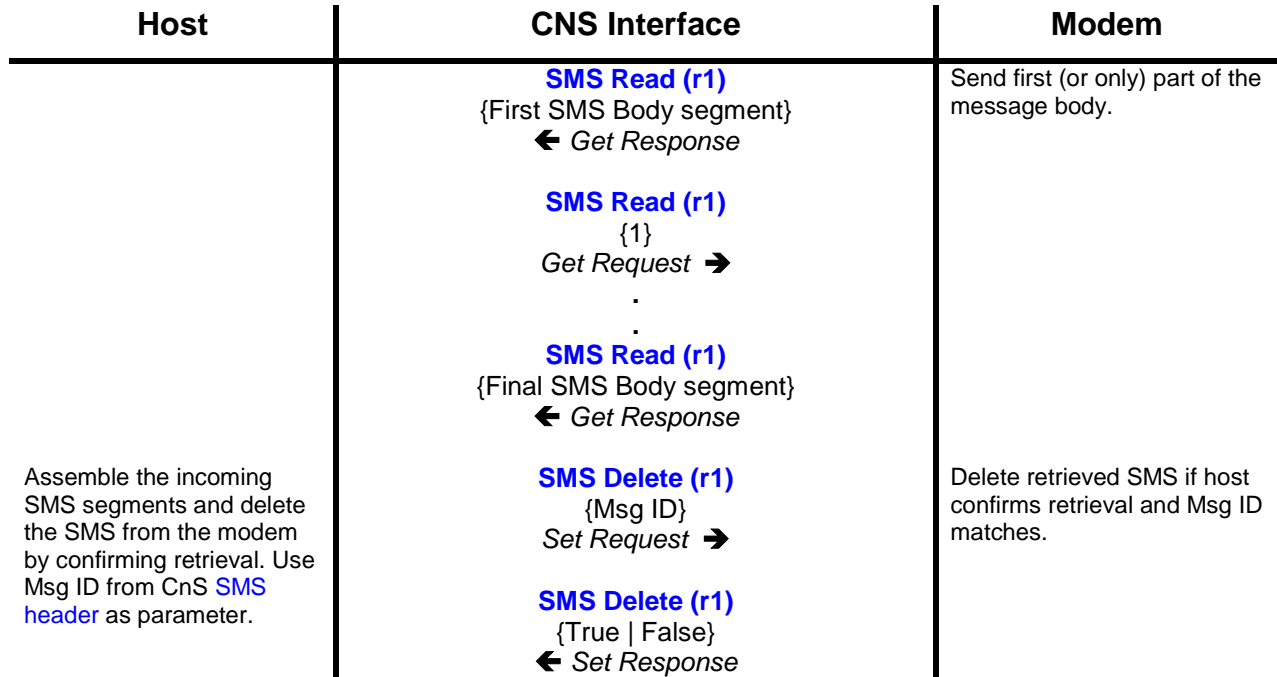 Host CNS Interface Modem
SMS Read (r1)
{First SMS Body segment}
← Get Response
Send first (or only) part of the
message body.
SMS Read (r1)
{1}
Get Request →
.
.
SMS Read (r1)
{Final SMS Body segment}
← Get Response
Assemble the incoming
SMS segments and delete
the SMS from the modem
by confirming retrieval. Use
Msg ID from CnS SMS
header as parameter.
SMS Delete (r1)
{Msg ID}
Set Request →
SMS Delete (r1)
{True | False}
← Set Response
Delete retrieved SMS if host
confirms retrieval and Msg ID
matches.